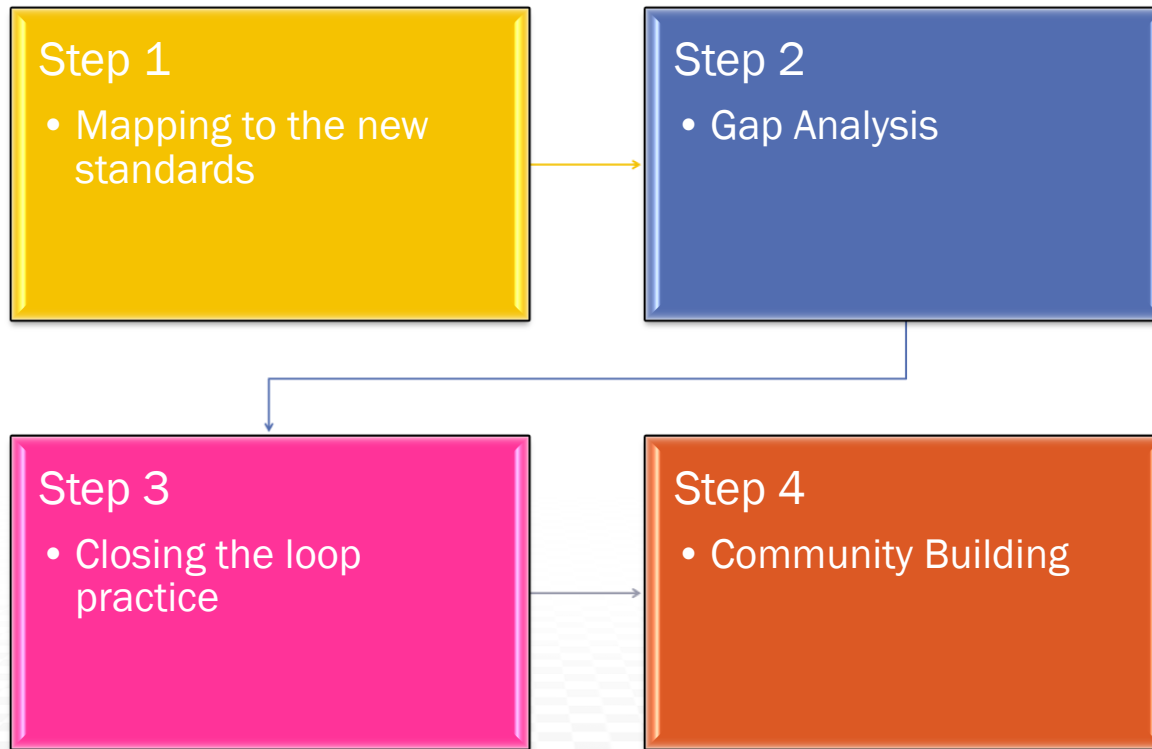 Step 1
• Mapping to the new
standards
Step 2
• Gap Analysis
Step 3
• Closing the loop
practice
Step 4
• Community Building